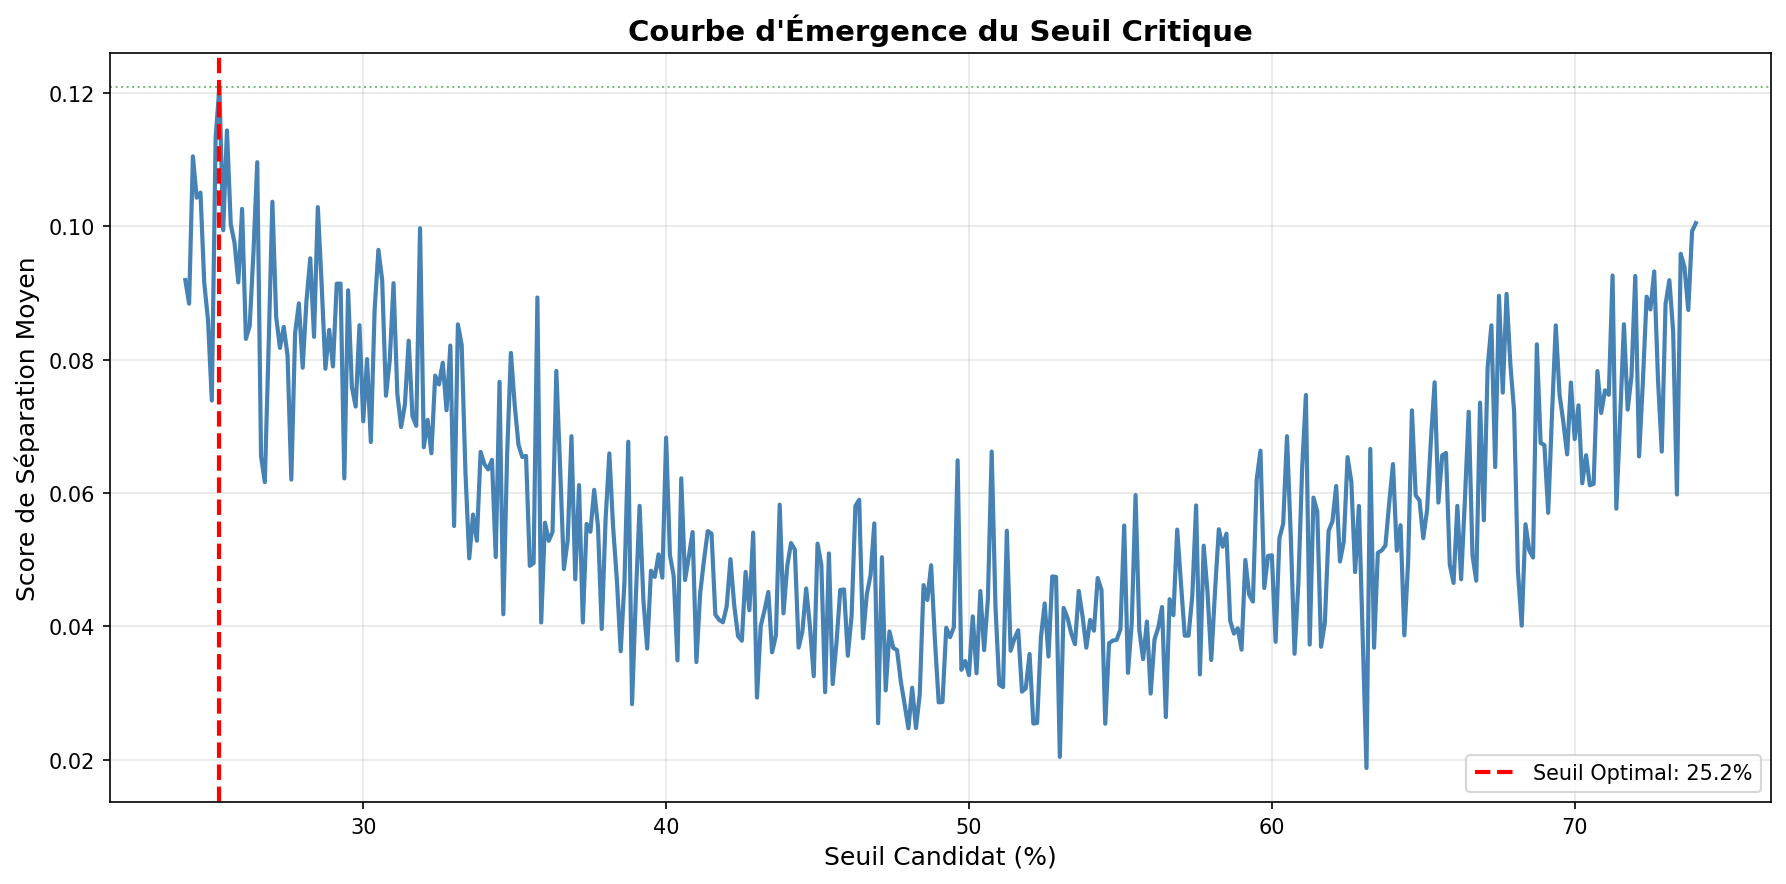 Courbe d'Émergence du Seuil Critique
Score de Séparation Moyen
0.12
0.10
0.08
0.06
0.04
0.02
Seuil Optimal: 25.2%
30 40 50 60 70
Seuil Candidat (%)